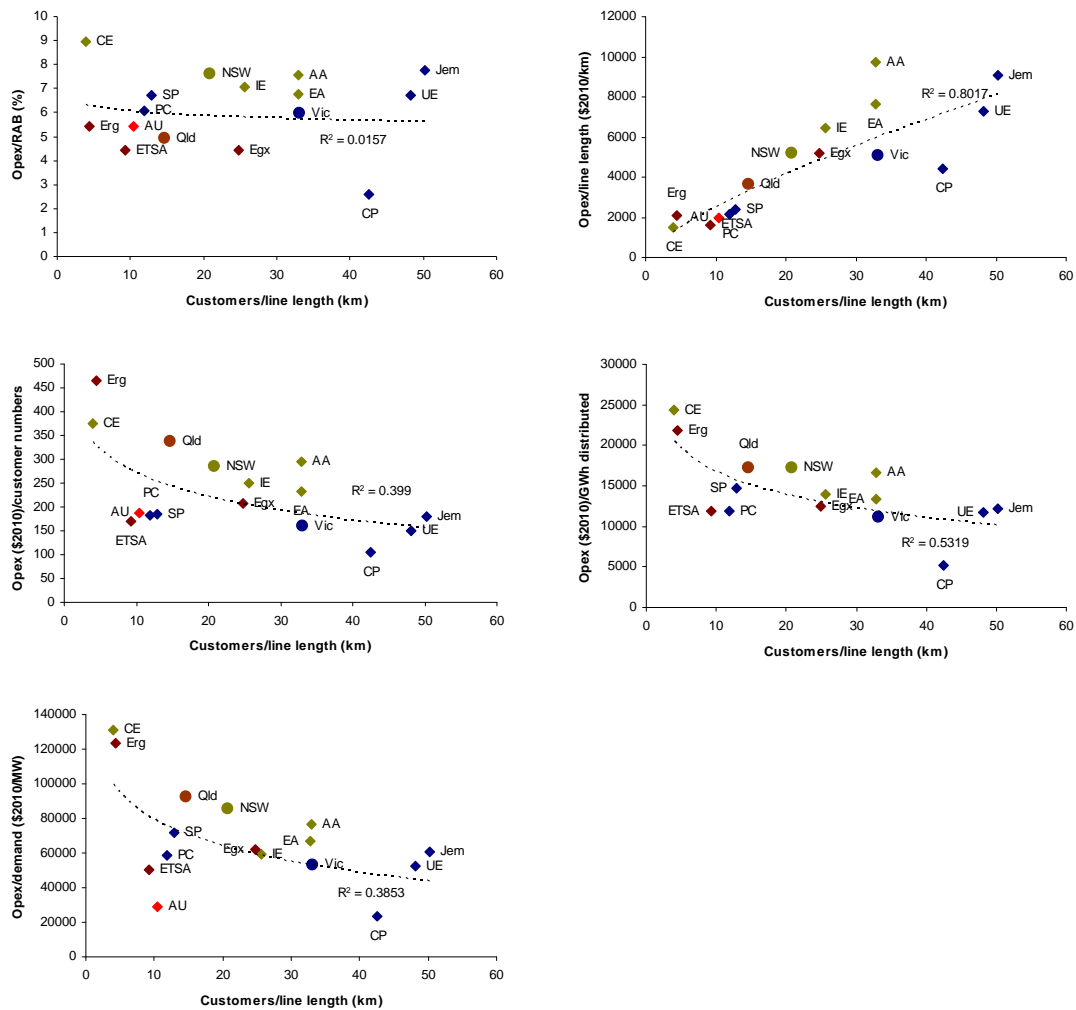 Opex/RAB (%)
10
9
8
7
6
5
4
3
2
1
0
CE
NSW
IE
AA
EA
Jem
UE
SP
PC
Vic
Erg
AU
Qld
ETSA
Egx
CP
R² = 0.0157
0 10 20 30 40 50 60
Customers/line length (km)
Opex/line length ($2010/km)
12000
10000
8000
6000
4000
2000
0
AA
Jem
R² = 0.8017
UE
EA
IE
NSW
Egx
Vic
CP
Qld
Erg
SP
AU
ETSA
PC
CE
0 10 20 30 40 50 60
Customers/line length (km)
Opex ($2010)/customer numbers
500
450
400
350
300
250
200
150
100
50
0
Erg
CE
Qld
NSW
AA
IE
R² = 0.399
PC
Egx
EA
AU
SP
Vic
Jem
UE
ETSA
CP
0 10 20 30 40 50 60
Customers/line length (km)
Opex ($2010)/GWh distributed
30000
25000
20000
15000
10000
5000
0
CE
Erg
Qld
NSW
AA
SP
IE
EA
ETSA
PC
Egx
Vic
UE
Jem
R² = 0.5319
CP
0 10 20 30 40 50 60
Customers/line length (km)
Opex/demand ($2010/MW)
140000
120000
100000
80000
60000
40000
20000
0
CE
Erg
Qld
NSW
AA
SP
EA
PC
Egx
IE
Jem
ETSA
Vic
UE
R² = 0.3853
AU
CP
0 10 20 30 40 50 60
Customers/line length (km)